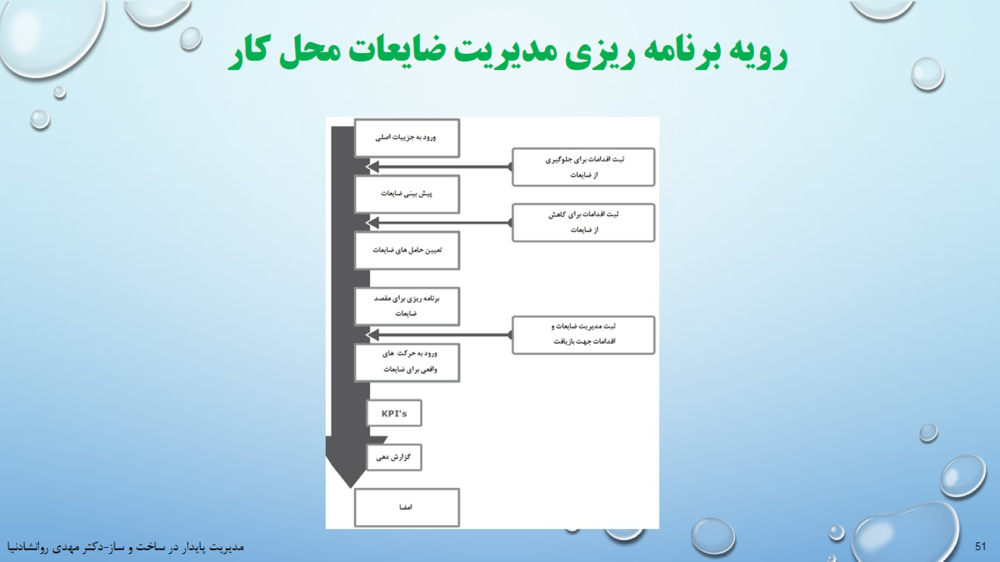 رویه برنامه ریزی مدیریت ضایعات محل کار
ورود به جزییات اصلی
ثبت اقدامات برای جلوگیری
از ضایعات
پیش بینی ضایعات
ثبت اقدامات برای کاهش
از ضایعات
تعیین حامل های ضایعات
برنامه ریزی برای مقصد
ضایعات
ثبت مدیریت ضایعات و
اقدامات جهت بازیافت
ورود به حرکت های
واقعی برای ضایعات
KPI's
گزارش دهی
امضا
مدیریت پایدار در ساخت و ساز-دکتر مهدی روانشادنیا
51